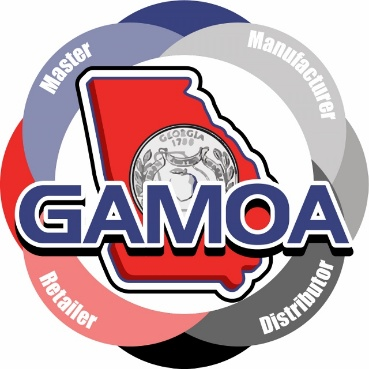 Master
Manufacturer
GEORGIA
1788
GAMOA
Retailer
Distributor